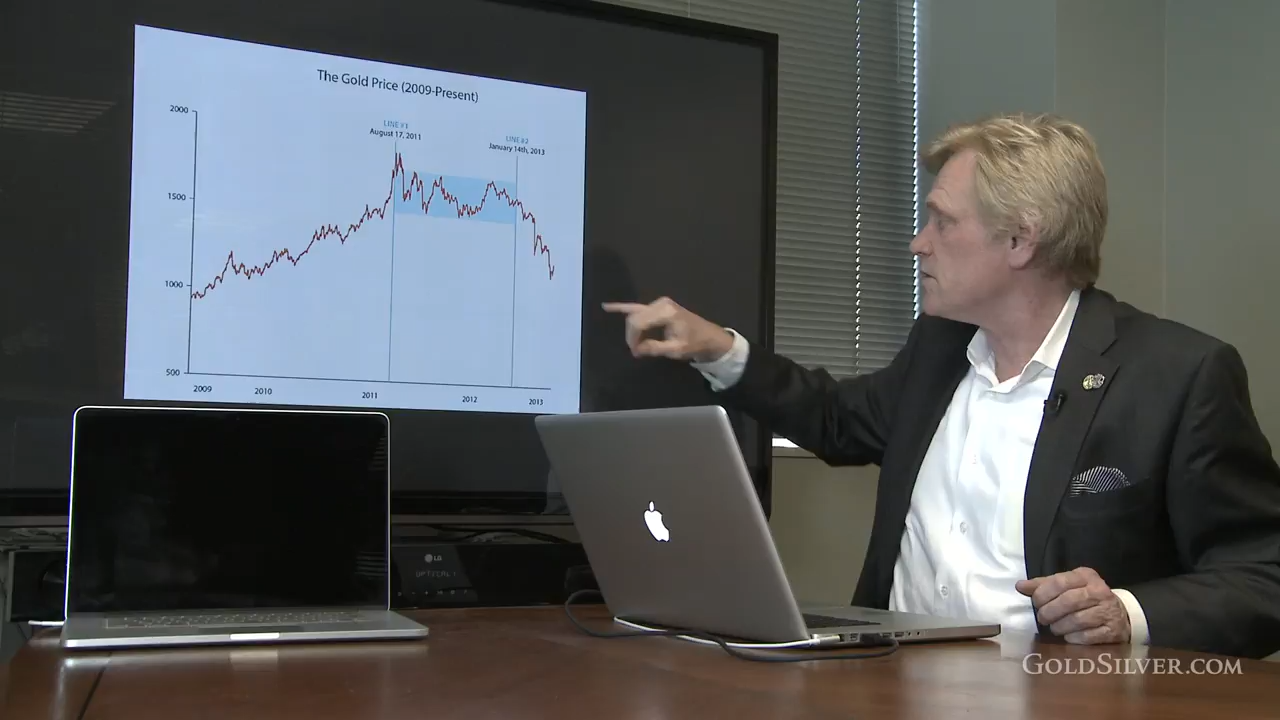 The Gold Price (2009-Present)
2000
LINE #1
August 17, 2011
LINE #2
January 14th, 2013
1500
1000
500
2009
2010
2011
2012
2013
LG
OPTICAL1
GOLDSILVER.COM